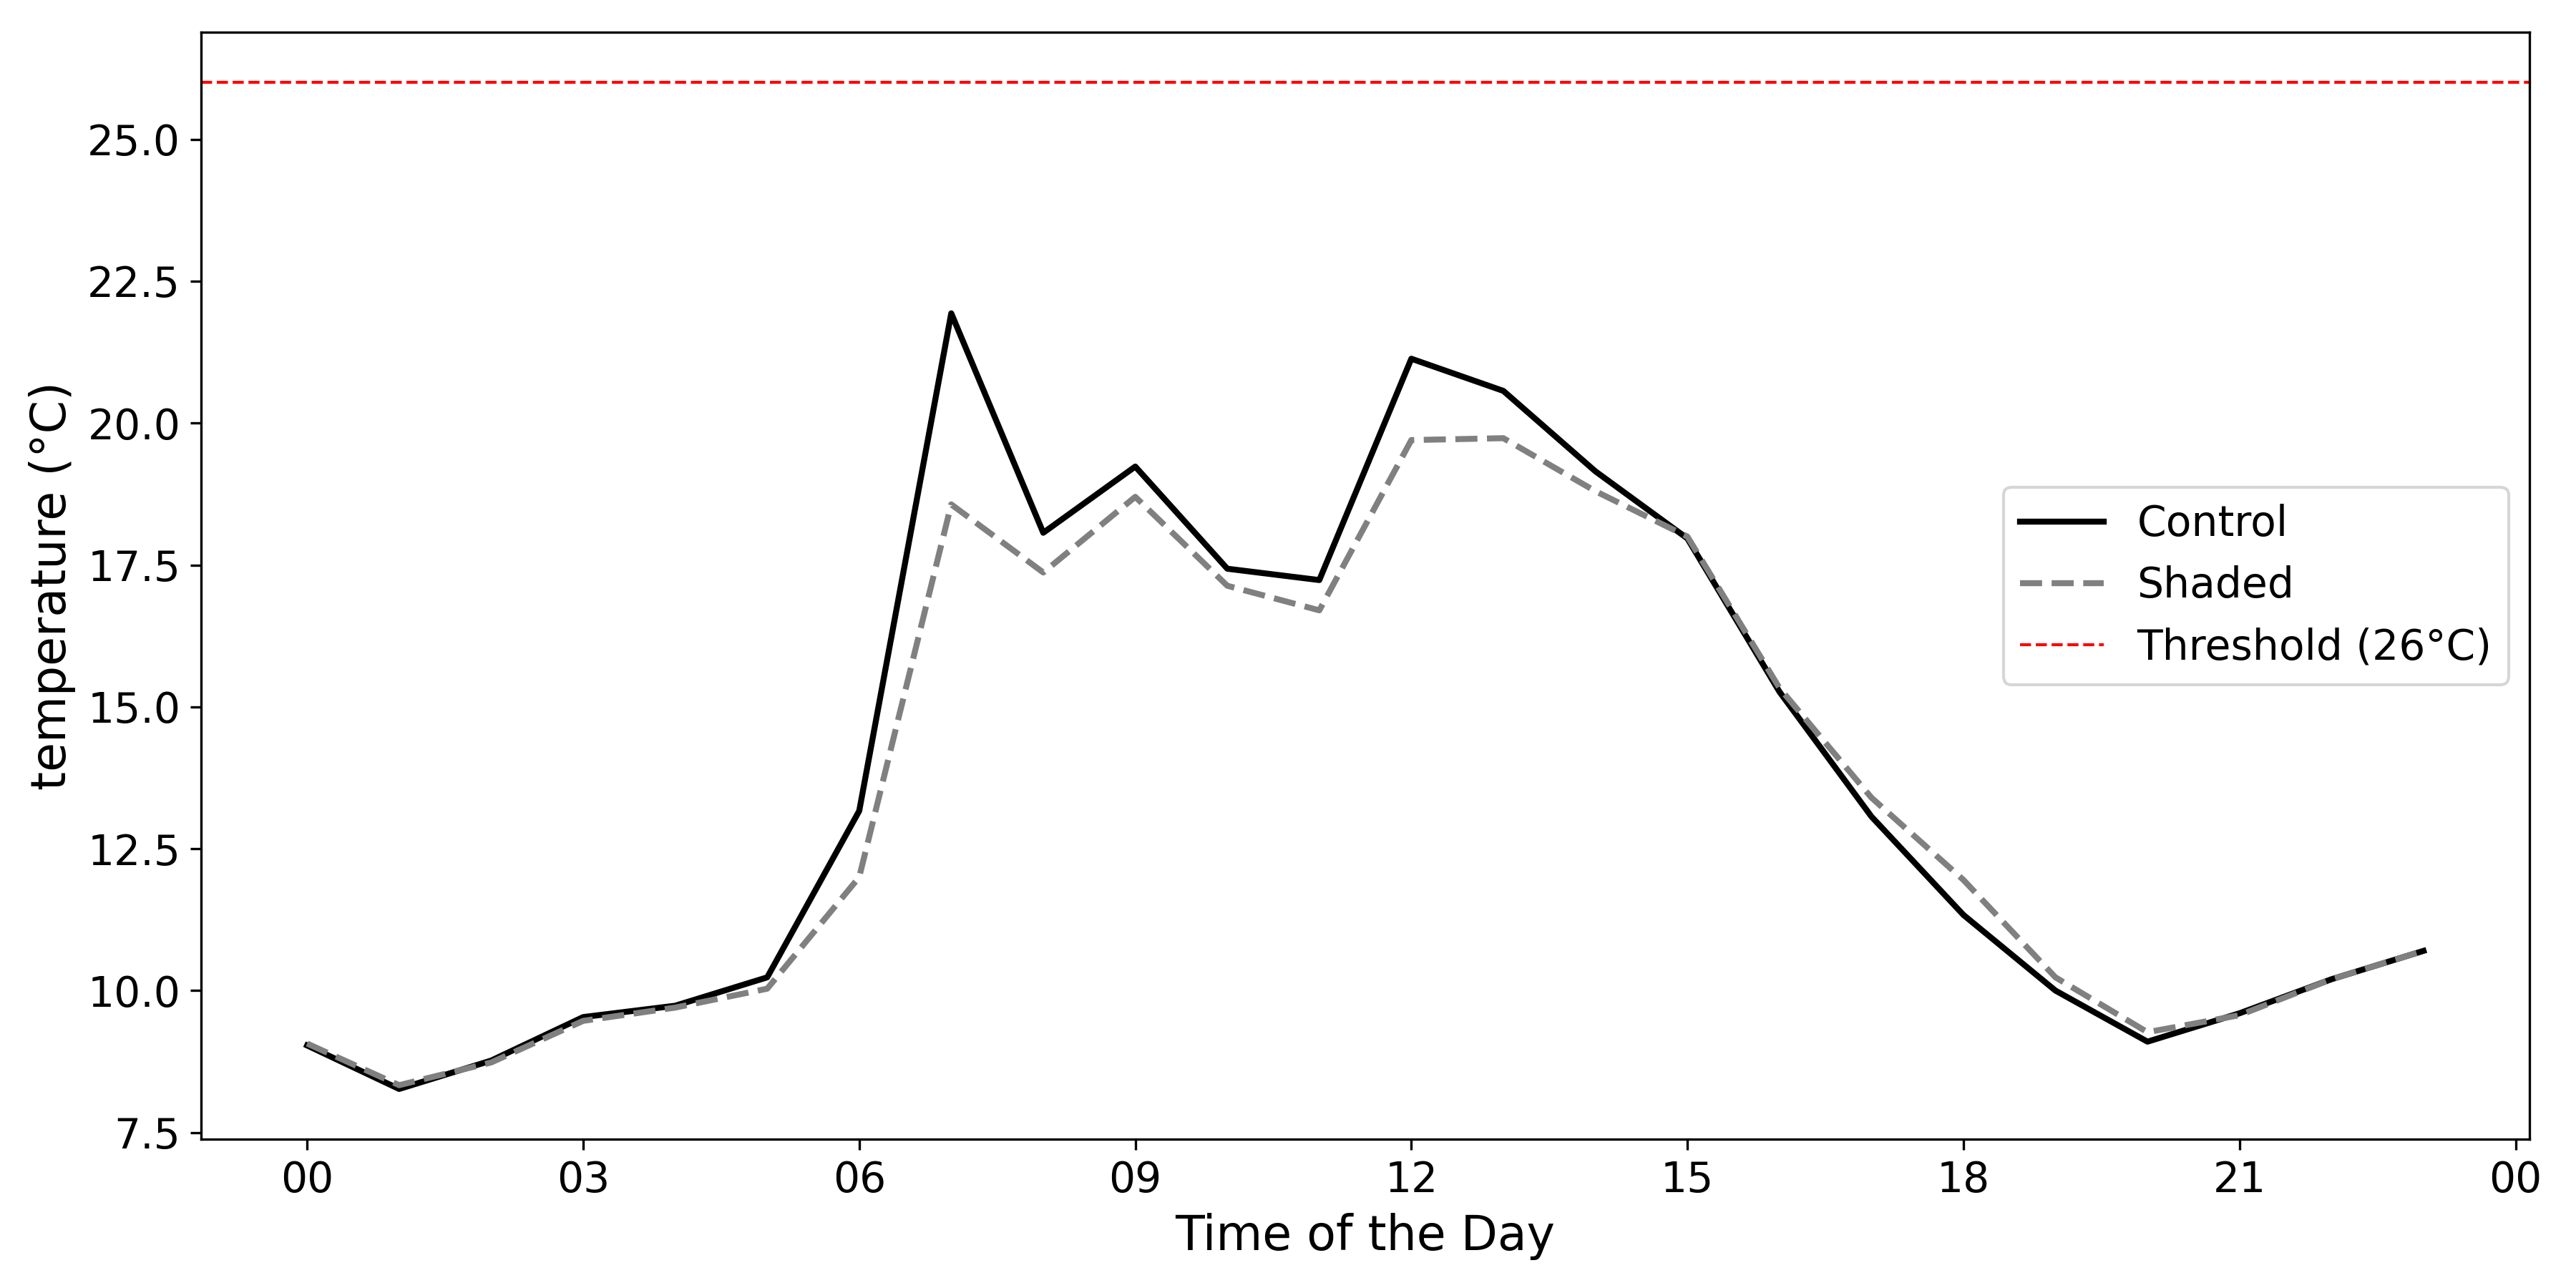 25.0
22.5
20.0
17.5
15.0
12.5
10.0
7.5
temperature (°C)
Control
Shaded
Threshold (26°C)
00 03 06 09 12 15 18 21 00
Time of the Day